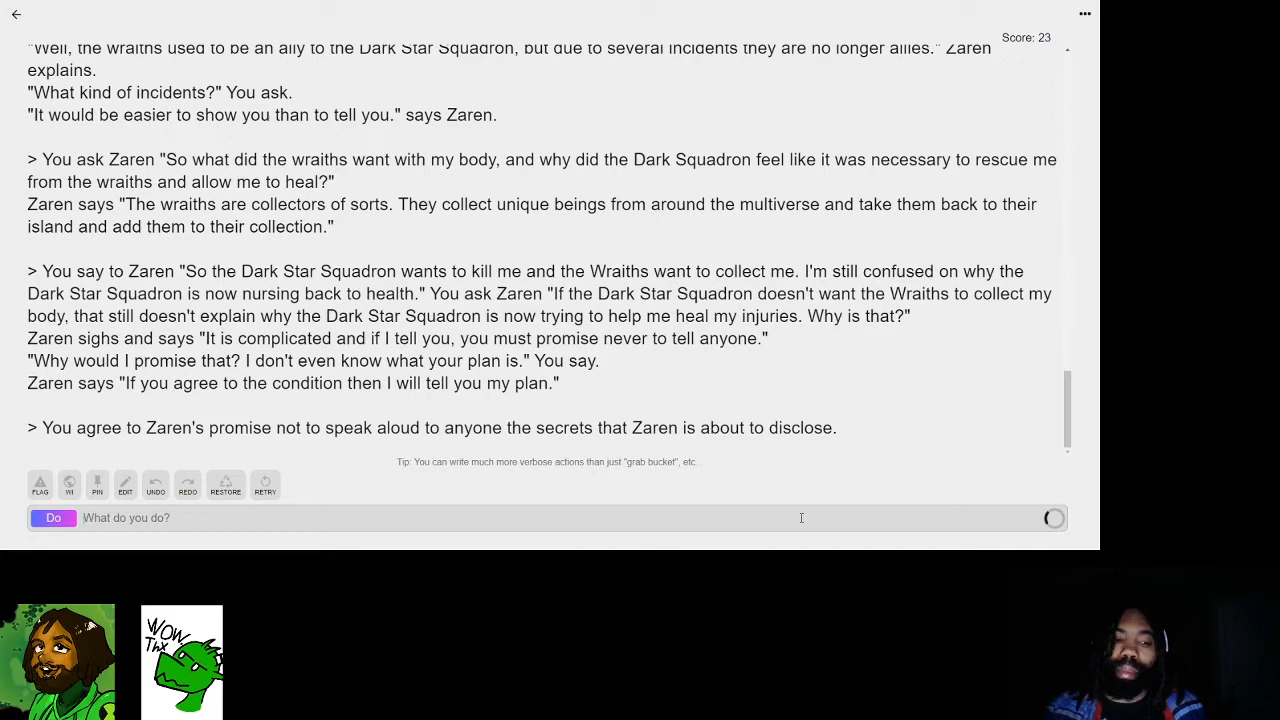 Score: 23
"Well, the wraiths used to be an ally to the Dark Star Squadron, but due to several incidents they are no longer allies." Zaren
explains.
"What kind of incidents?" You ask.
"It would be easier to show you than to tell you." says Zaren.
> You ask Zaren "So what did the wraiths want with my body, and why did the Dark Squadron feel like it was necessary to rescue me
from the wraiths and allow me to heal?"
Zaren says "The wraiths are collectors of sorts. They collect unique beings from around the multiverse and take them back to their
island and add them to their collection."
> You say to Zaren "So the Dark Star Squadron wants to kill me and the Wraiths want to collect me. I'm still confused on why the
Dark Star Squadron is now nursing back to health." You ask Zaren "If the Dark Star Squadron doesn't want the Wraiths to collect my
body, that still doesn't explain why the Dark Star Squadron is now trying to help me heal my injuries. Why is that?"
Zaren sighs and says "It is complicated and if I tell you, you must promise never to tell anyone."
"Why would I promise that? I don't even know what your plan is." You say.
Zaren says "If you agree to the condition then I will tell you my plan."
> You agree to Zaren's promise not to speak aloud to anyone the secrets that Zaren is about to disclose.
Tip: You can write much more verbose actions than just "grab bucket", etc..
FLAG WI PIN EDIT UNDO REDO RESTORE RETRY
Do What do you do?
WOW
Thx